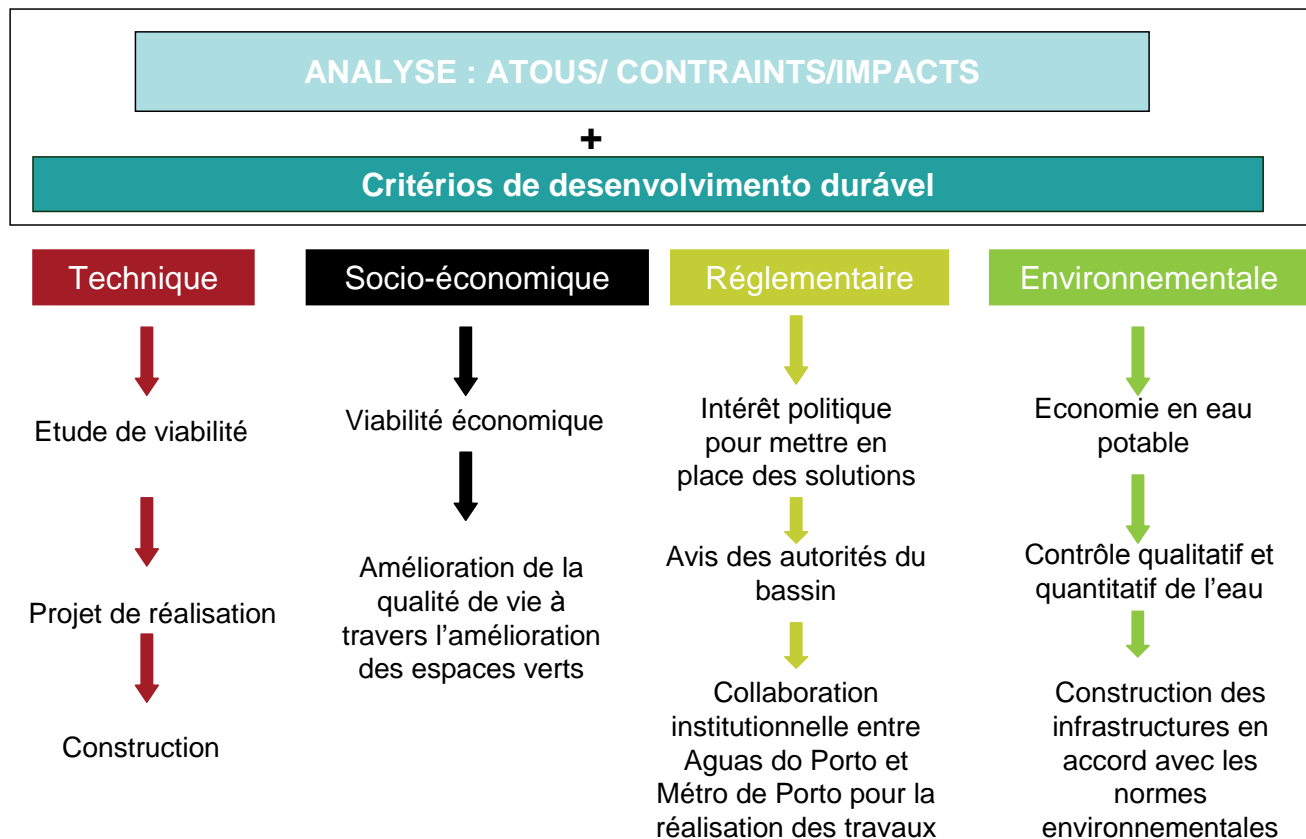 ANALYSE : ATOUS/ CONTRAINTS/IMPACTS
+
Critérios de desenvolvimento durável
Technique
Etude de viabilité
Projet de réalisation
Construction
Socio-économique
Viabilité économique
Amélioration de la
qualité de vie à
travers l’amélioration
des espaces verts
Réglementaire
Intérêt politique
pour mettre en
place des solutions
Avis des autorités du
bassin
Collaboration
institutionnelle entre
Aguas do Porto et
Métro de Porto pour la
réalisation des travaux
Environnementale
Economie en eau
potable
Contrôle qualitatif et
quantitatif de l’eau
Construction des
infrastructures en
accord avec les
normes
environnementales